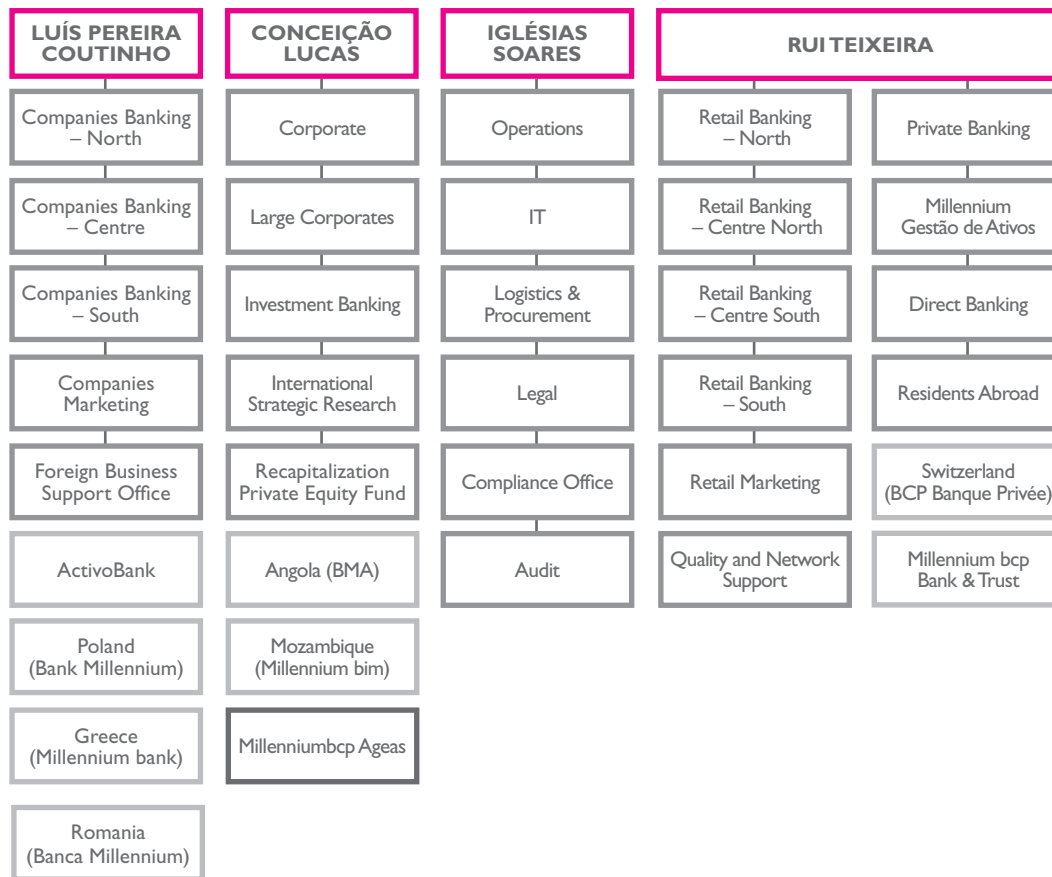 LUÍS PEREIRA
COUTINHO
Companies Banking
– North
Companies Banking
– Centre
Companies Banking
– South
Companies
Marketing
Foreign Business
Support Office
ActivoBank
Poland
(Bank Millennium)
Greece
(Millennium bank)
Romania
(Banca Millennium)
CONCEIÇÃO
LUCAS
Corporate
Large Corporates
Investment Banking
International
Strategic Research
Recapitalization
Private Equity Fund
Angola (BMA)
Mozambique
(Millennium bim)
Millenniumbcp Ageas
IGLÉSIAS
SOARES
Operations
IT
Logistics &
Procurement
Legal
Compliance Office
Audit
RUI TEIXEIRA
Retail Banking
– North
Retail Banking
– Centre North
Retail Banking
– Centre South
Retail Banking
– South
Retail Marketing
Quality and Network
Support
Private Banking
Millennium
Gestão de Ativos
Direct Banking
Residents Abroad
Switzerland
(BCP Banque Privée)
Millennium bcp
Bank & Trust